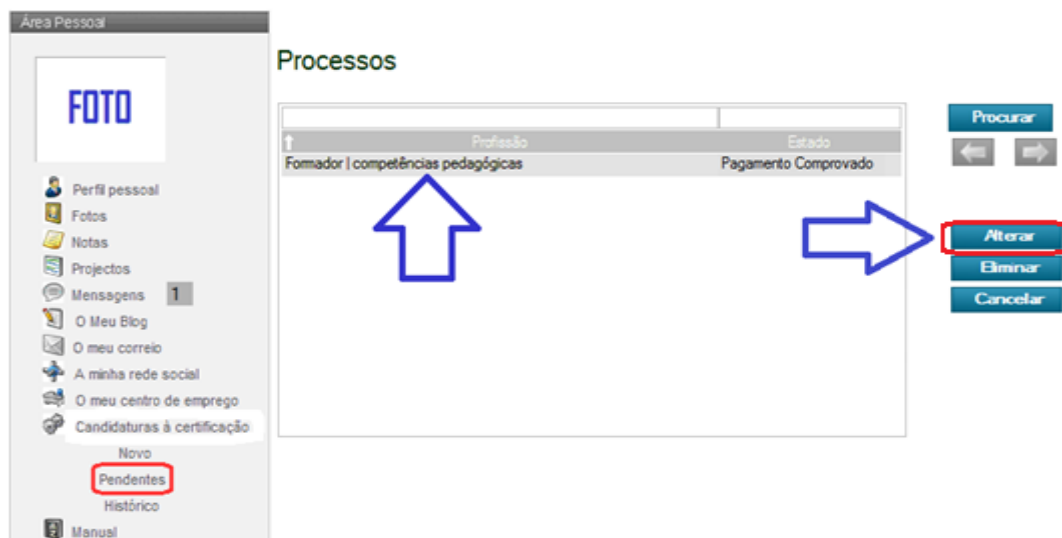 Área Pessoal
FOTO
Perfil pessoal
Fotos
Notas
Projectos
Mensagens 1
O Meu Blog
O meu correio
A minha rede social
O meu centro de emprego
Candidaturas à certificação
Novo
Pendentes
Histórico
Manual
Processos
Profissão Estado
Formador | competências pedagógicas Pagamento Comprovado
Procurar
Alterar
Eliminar
Cancelar